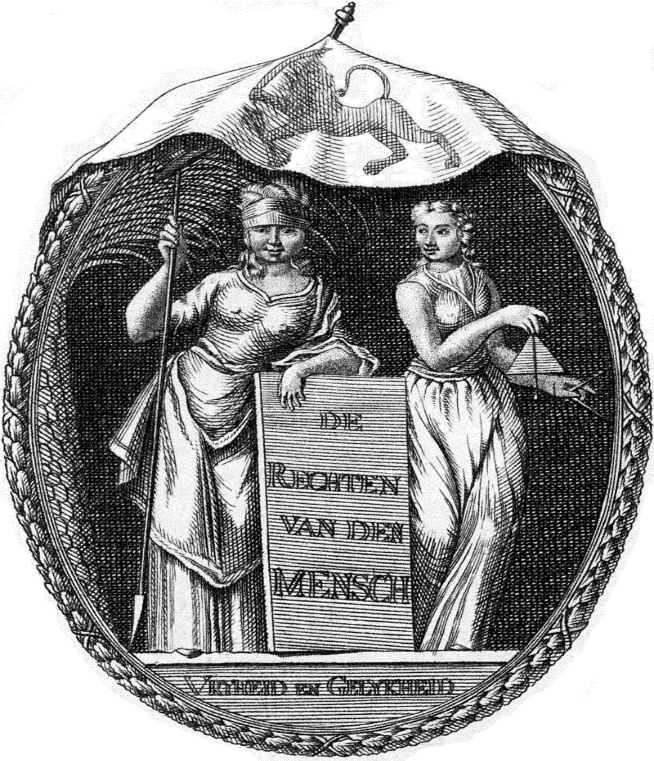 DE
RECHTEN
VAN DEN
MENSCH
VRYHEID EN GELYKHEID